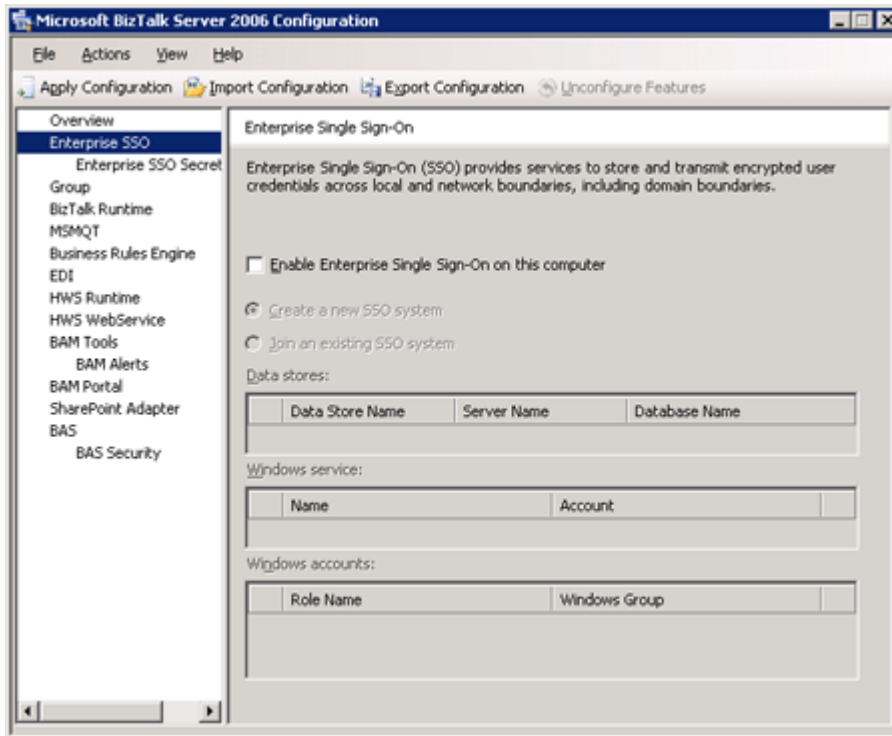 Microsoft BizTalk Server 2006 Configuration
File Actions View Help
Apply Configuration Import Configuration Export Configuration Unconfigure Features
Overview
Enterprise SSO
Enterprise SSO Secret
Group
BizTalk Runtime
MSMQT
Business Rules Engine
EDI
HWS Runtime
HWS WebService
BAM Tools
BAM Alerts
BAM Portal
SharePoint Adapter
BAS
BAS Security
Enterprise Single Sign-On
Enterprise Single Sign-On (SSO) provides services to store and transmit encrypted user
credentials across local and network boundaries, including domain boundaries.
Enable Enterprise Single Sign-On on this computer
Create a new SSO system
Join an existing SSO system
Data stores:
Data Store Name Server Name Database Name
Windows service:
Name Account
Windows accounts:
Role Name Windows Group